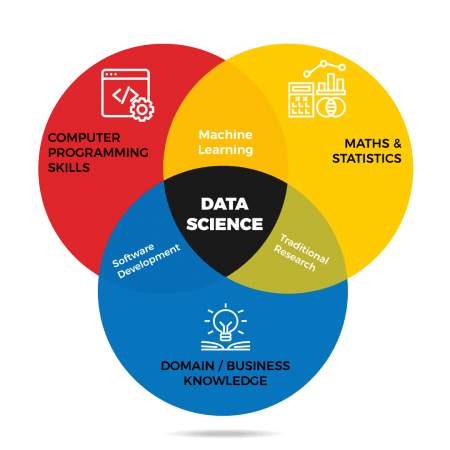 Machine
Learning
COMPUTER
PROGRAMMING
SKILLS
MATHS &
STATISTICS
DATA
SCIENCE
Software
Development
Traditional
Research
DOMAIN / BUSINESS
KNOWLEDGE